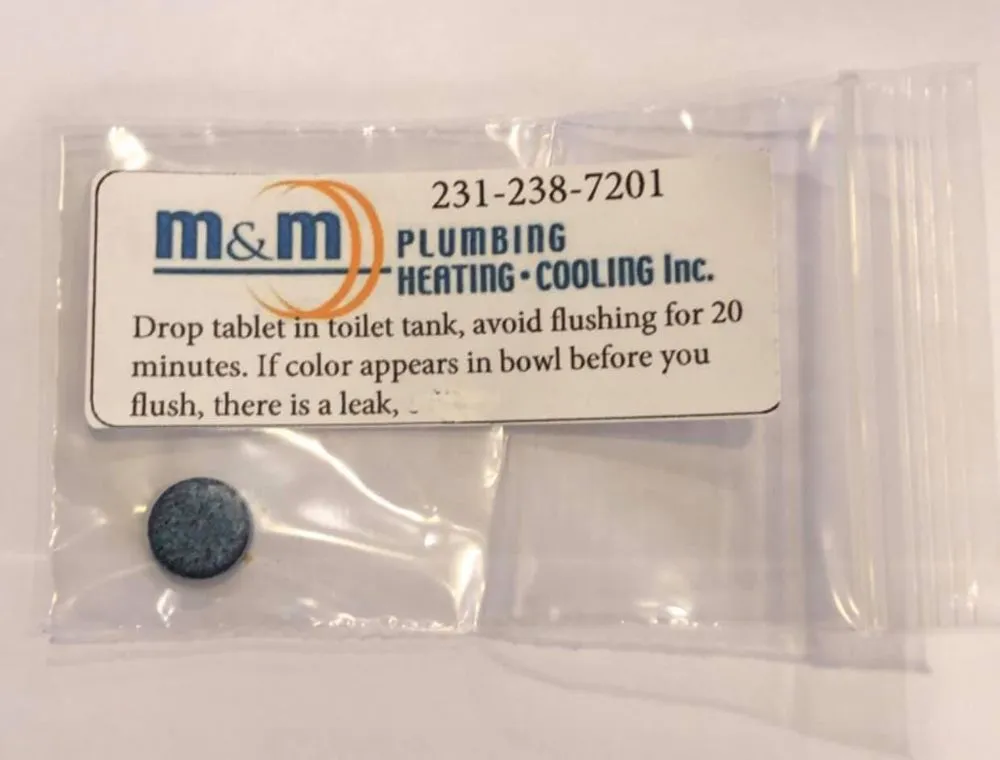 231-238-7201
m&m PLUMBING
HEATING • COOLING Inc.
Drop tablet in toilet tank, avoid flushing for 20
minutes. If color appears in bowl before you
flush, there is a leak,